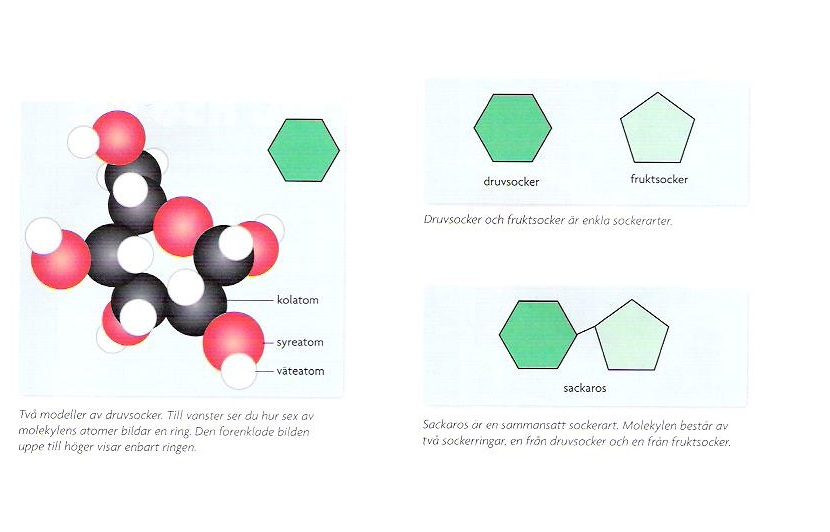 kolatom
syreatom
väteatom
Två modeller av druvsocker. Till vänster ser du hur sex av
molekylens atomer bildar en ring. Den förenklade bilden
uppe till höger visar enbart ringen.
druvsocker
fruktsocker
Druvsocker och fruktsocker är enkla sockerarter.
sackaros
Sackaros är en sammansatt sockerart. Molekylen består av
två sockerringar, en från druvsocker och en från fruktsocker.